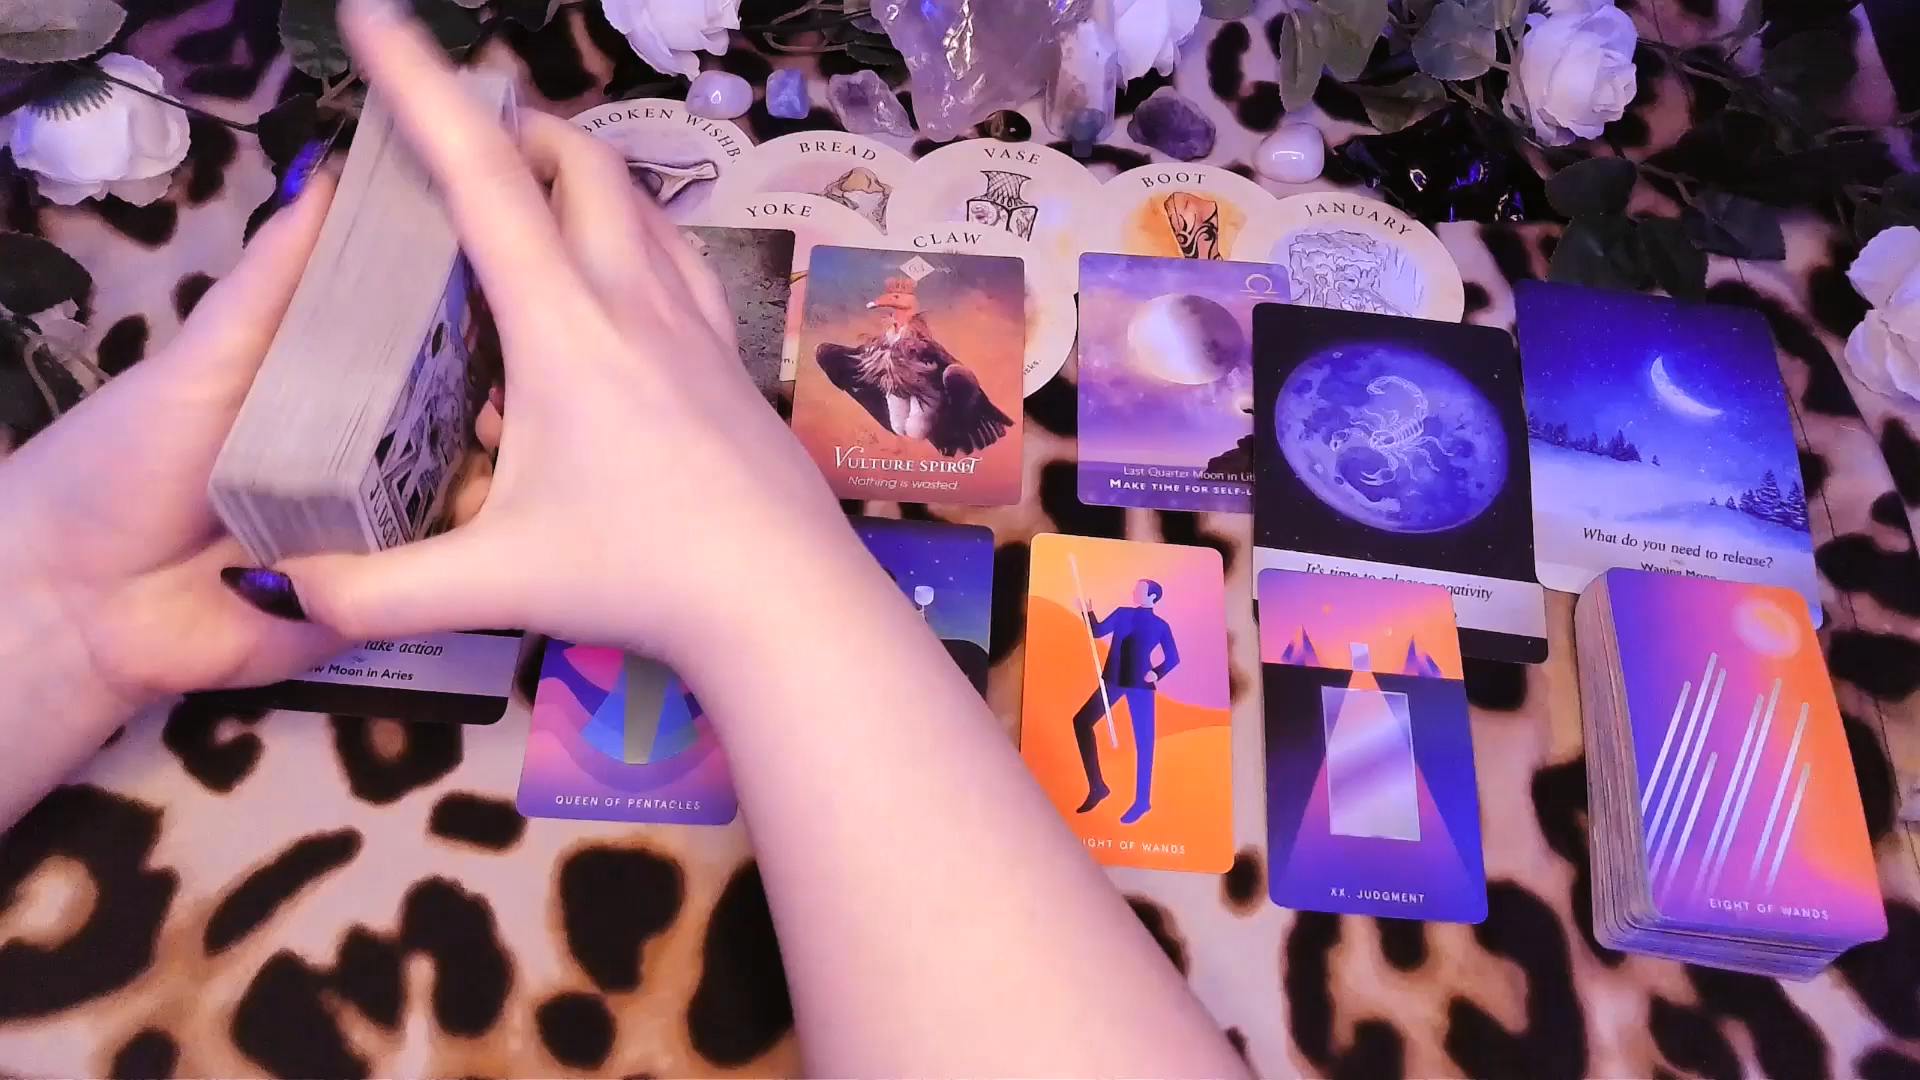 BROKEN WISHB
BREAD
VASE
BOOT
JANUARY
YOKE
CLAW
VULTURE SPIRIT
Nothing is wasted.
Last Quarter Moon in Lib
MAKE TIME FOR SELF-L
It's time to release negativity
What do you need to release?
Waning Moon
take action
w Moon in Aries
QUEEN OF PENTACLES
IGHT OF WANDS
XX. JUDGMENT
EIGHT OF WANDS